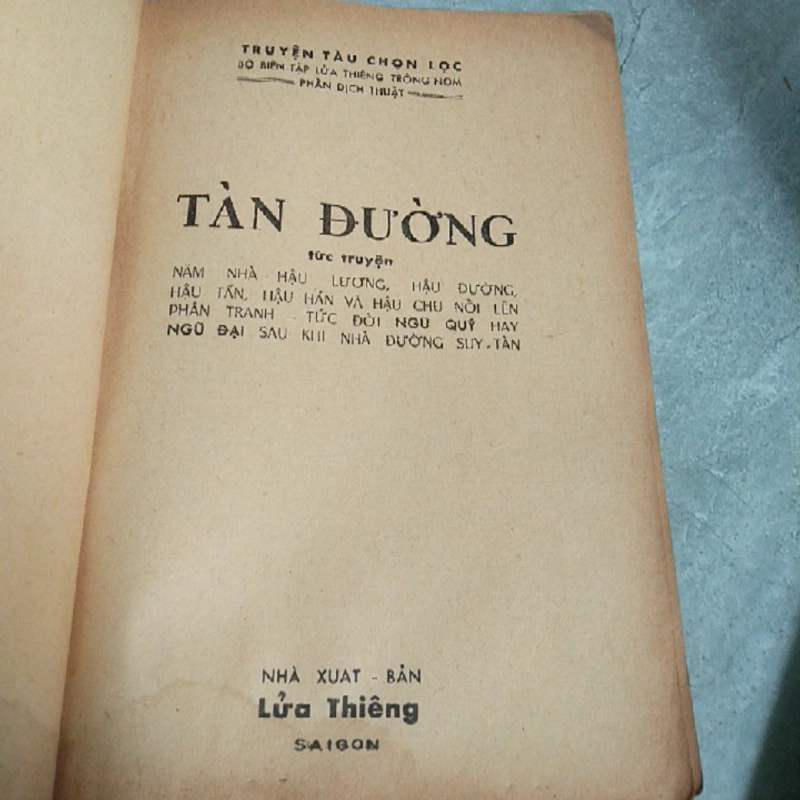 TRUYỆN TÀU CHỌN LỌC
BỘ BIÊN TẬP LỬA THIÊNG TRÔNG NOM
PHẦN DỊCH THUẬT
TÀN ĐƯỜNG
tức truyện
NĂM NHÀ HẬU LƯƠNG, HẬU ĐƯỜNG,
HẬU TẤN, HẬU HÁN VÀ HẬU CHU NỔI LÊN
PHÂN TRANH - TỨC ĐỜI NGŨ QUÝ HAY
NGŨ ĐẠI SAU KHI NHÀ ĐƯỜNG SUY-TÀN
NHÀ XUẤT - BẢN
Lửa Thiêng
SAIGON